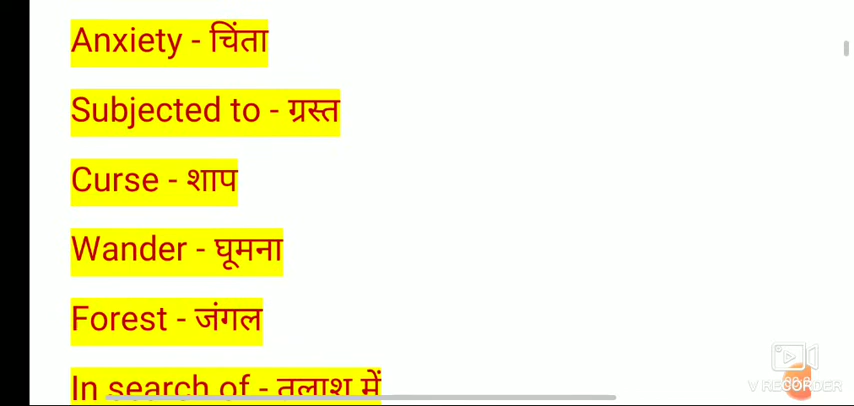 Anxiety - चिंता
Subjected to - ग्रस्त
Curse - शाप
Wander - घूमना
Forest - जंगल
In search of - तलाश में
V RECORDER